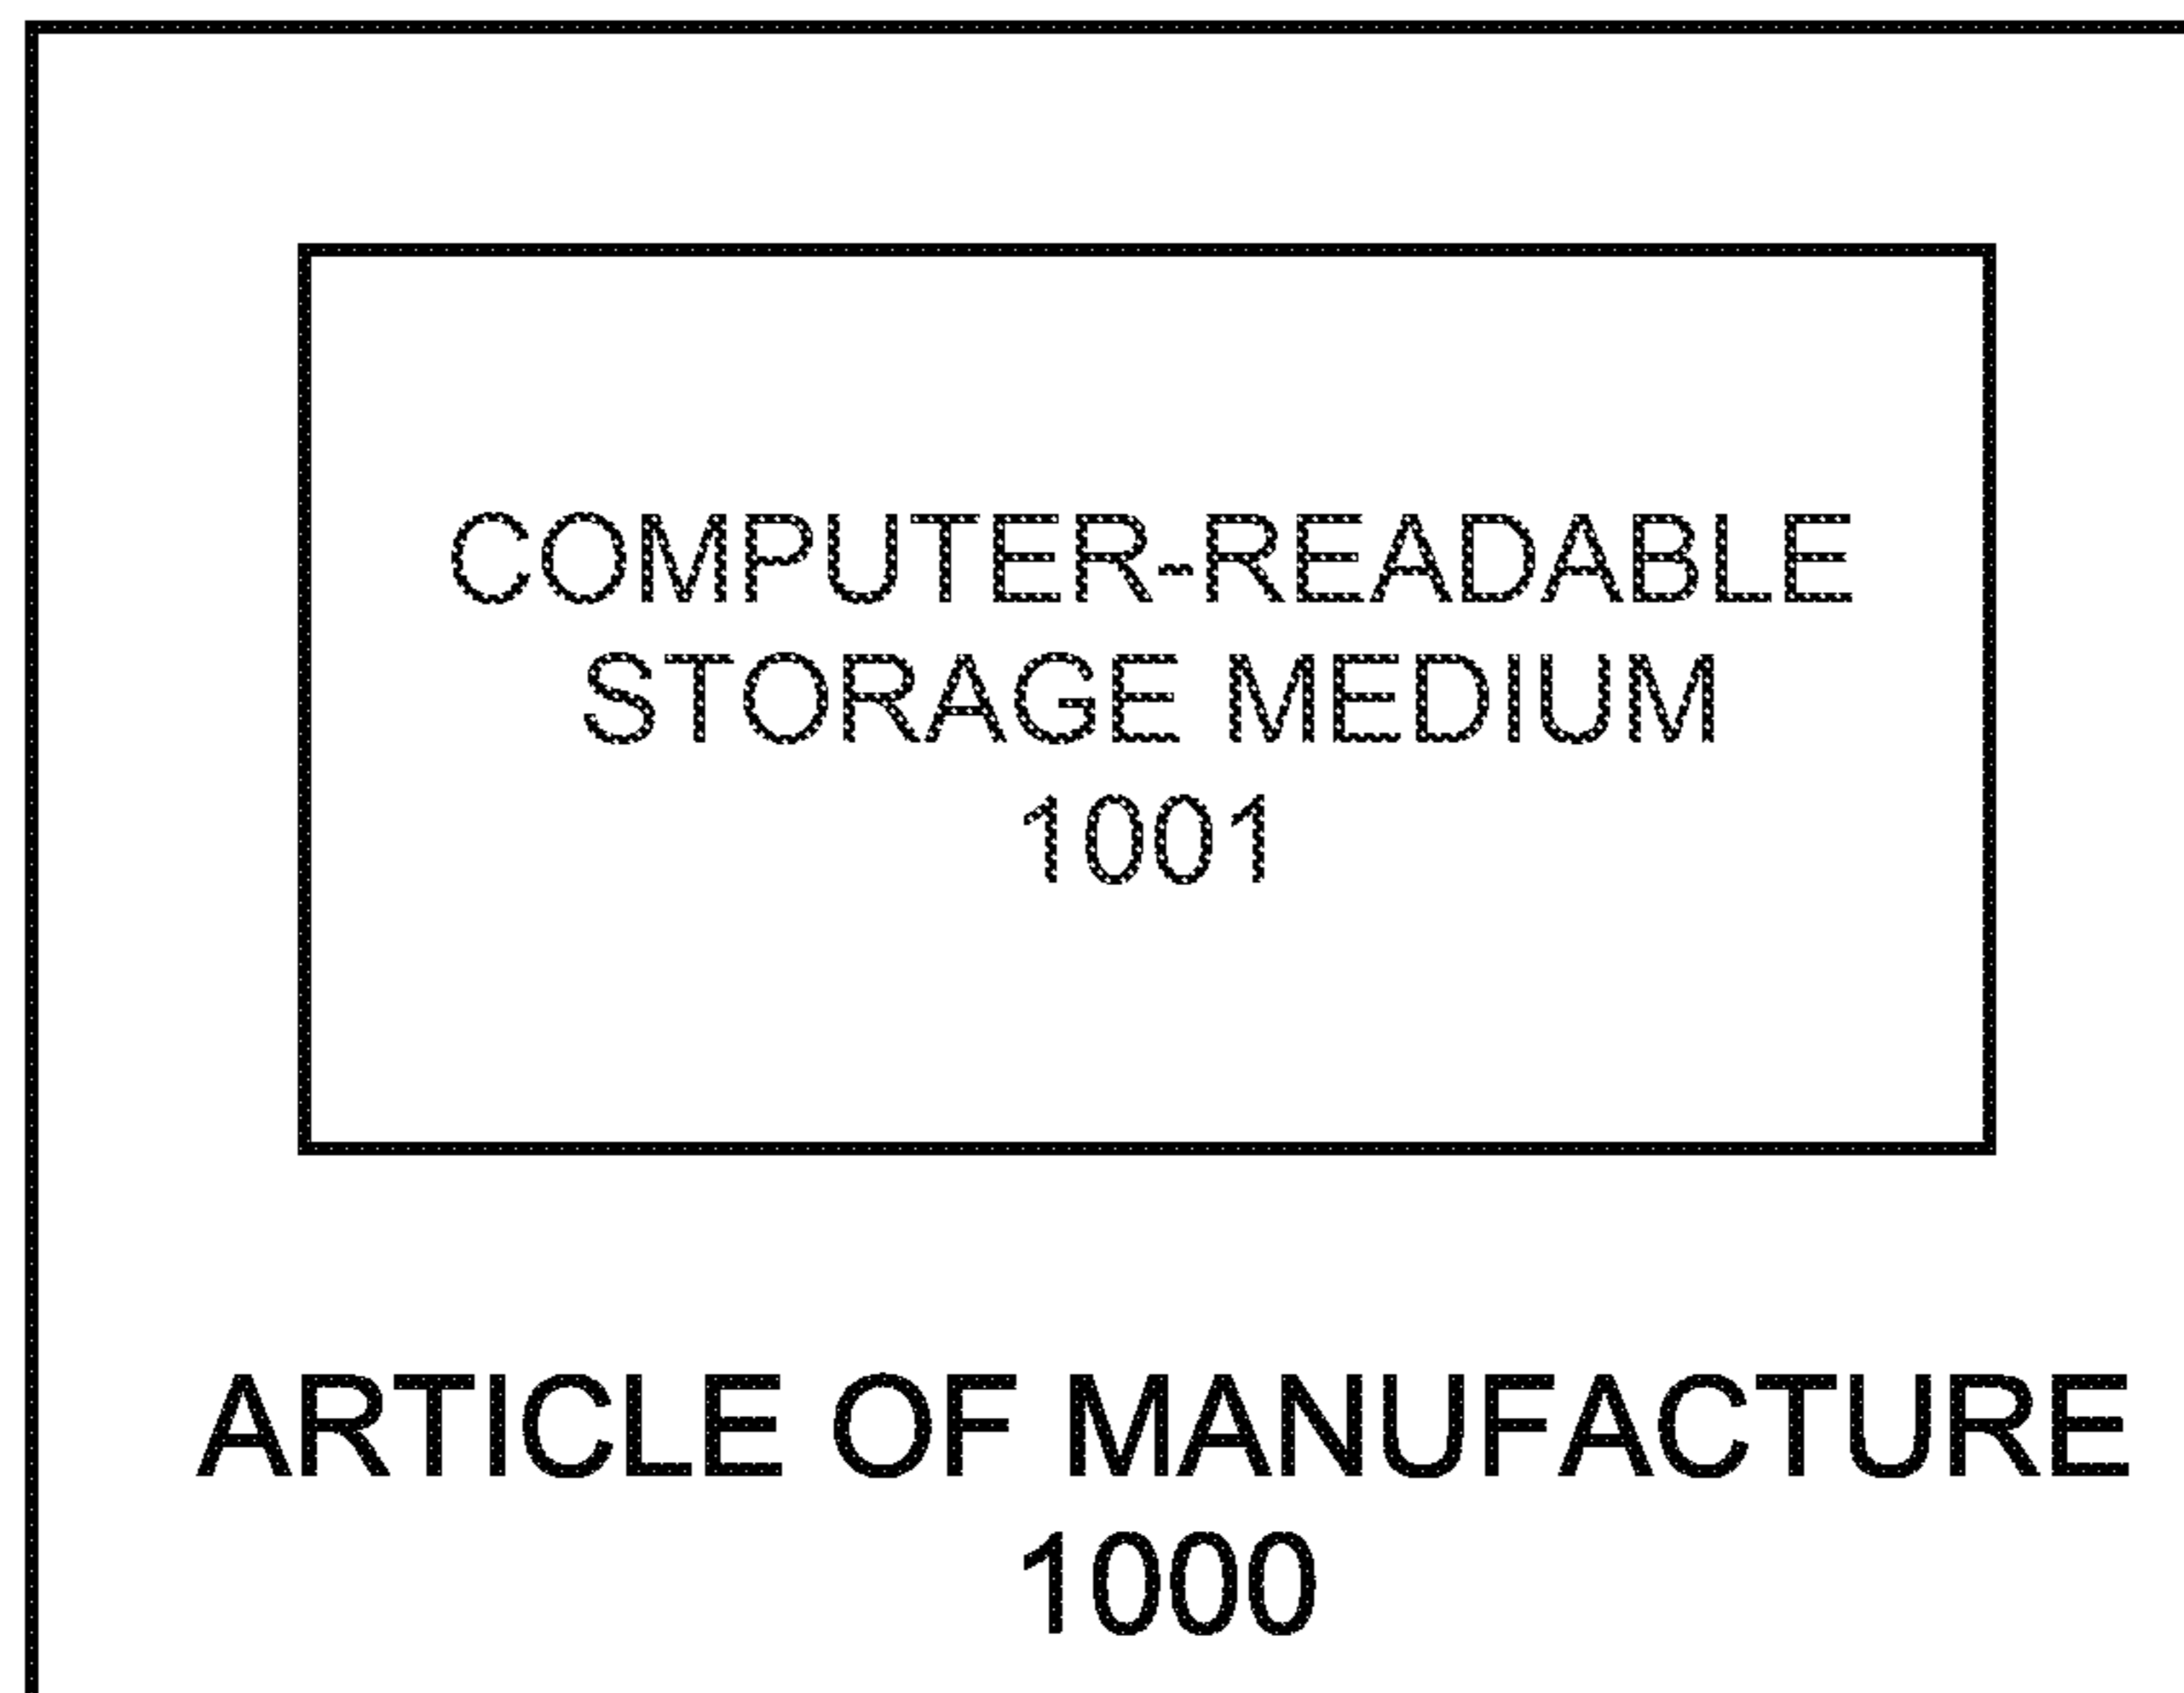 COMPUTER-READABLE
STORAGE MEDIUM
1001
ARTICLE OF MANUFACTURE
1000